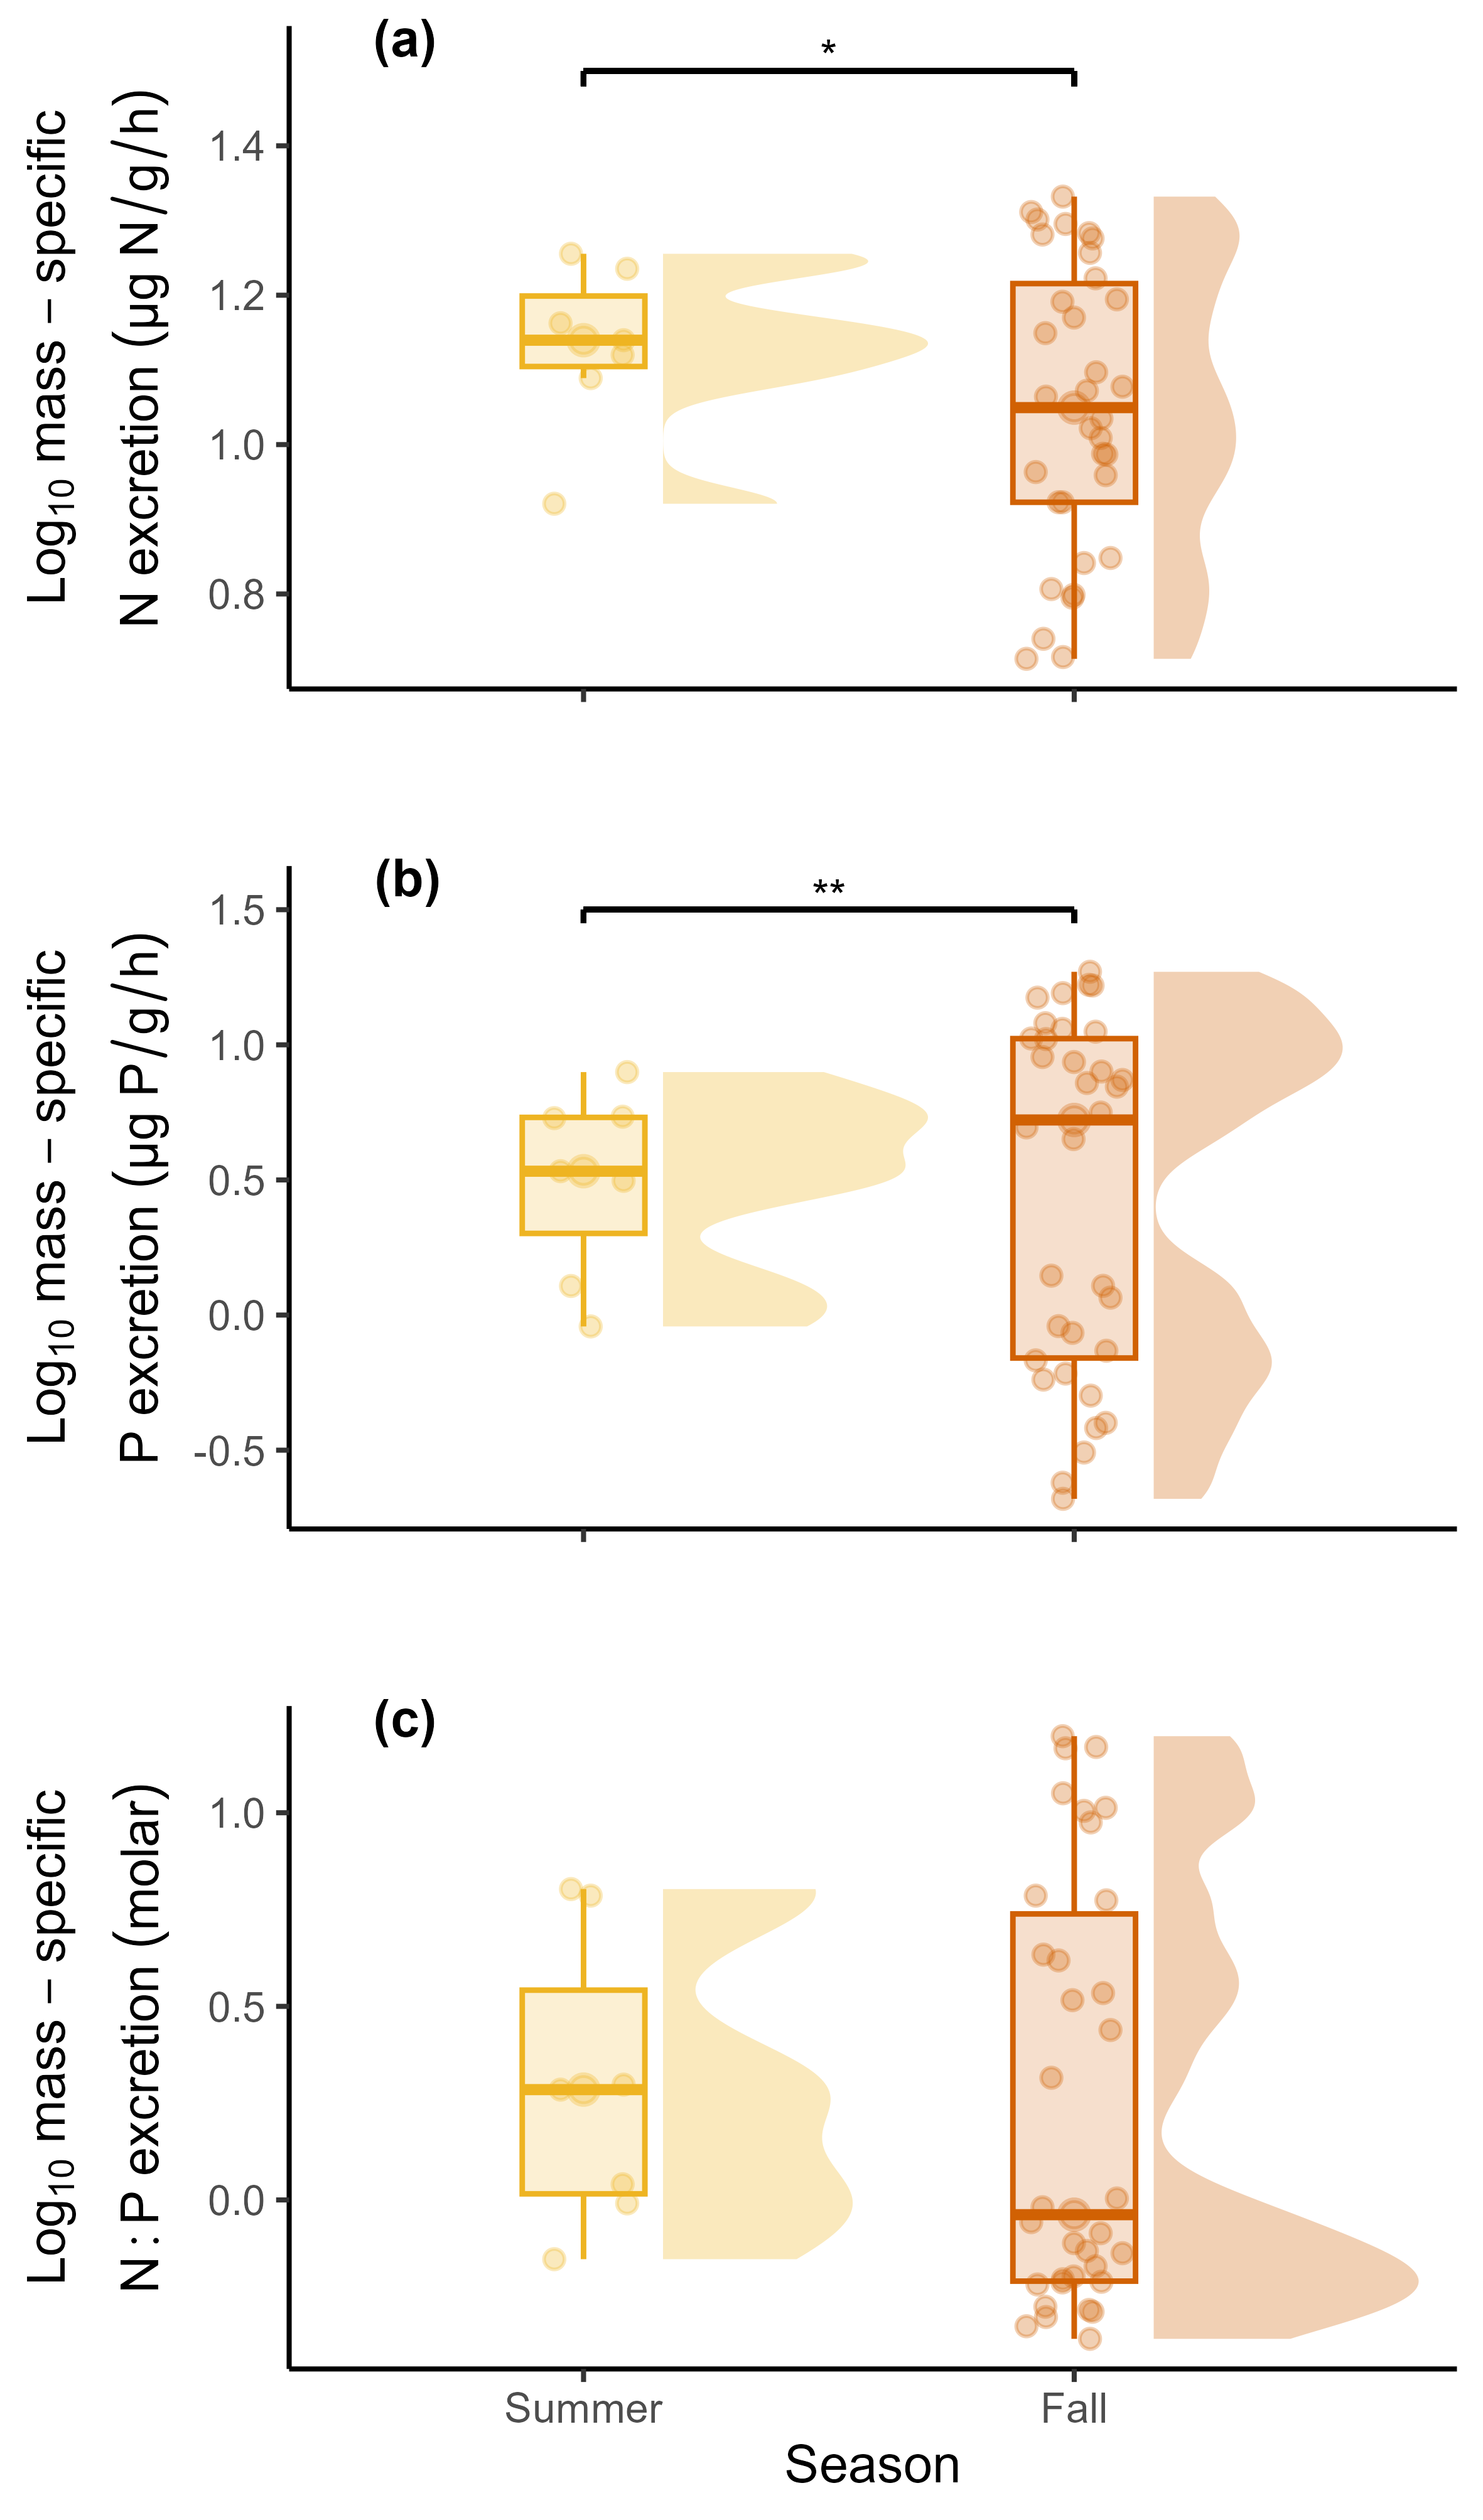 (a)
*
Log10 mass − specific
N excretion (µg N/g/h)
1.4
1.2
1.0
0.8
(b)
**
Log10 mass − specific
P excretion (µg P/g/h)
1.5
1.0
0.5
0.0
-0.5
(c)
Log10 mass − specific
N:P excretion (molar)
1.0
0.5
0.0
Summer Fall
Season